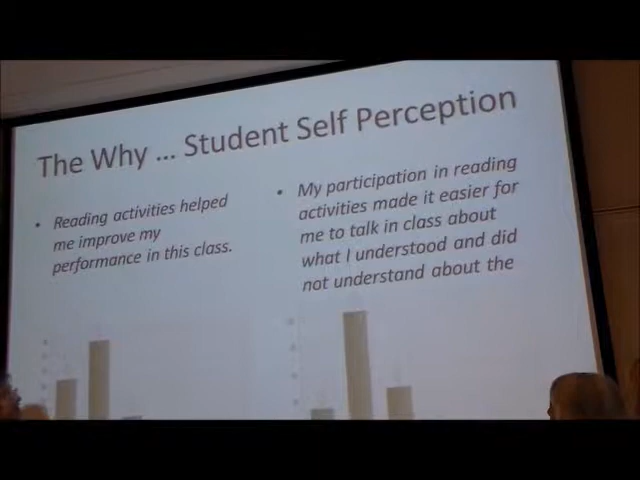 The Why ... Student Self Perception
• Reading activities helped
me improve my
performance in this class.
• My participation in reading
activities made it easier for
me to talk in class about
what I understood and did
not understand about the